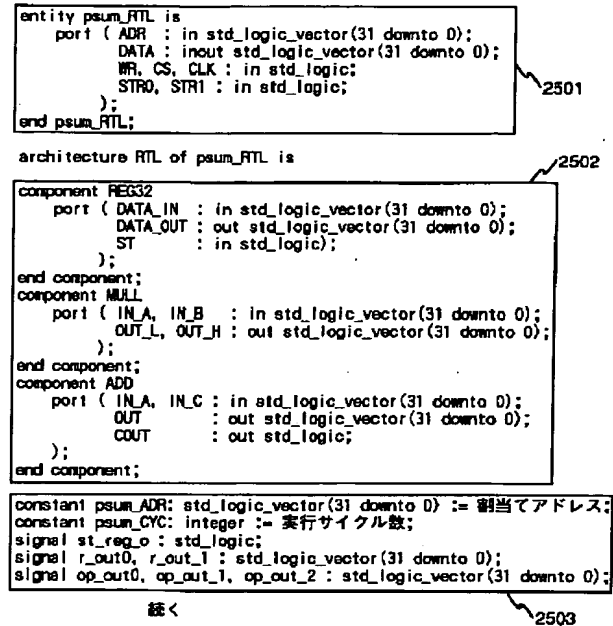 entity psum_RTL is
port ( ADR : in std_logic_vector(31 downto 0);
DATA : inout std_logic_vector(31 downto 0);
WR, CS, CLK : in std_logic;
STR0, STR1 : in std_logic;
);
end psum_RTL;
2501
architecture RTL of psum_RTL is
2502
component REG32
port ( DATA_IN : in std_logic_vector(31 downto 0);
DATA_OUT : out std_logic_vector(31 downto 0);
ST : in std_logic);
);
end component;
component MULL
port ( IN_A, IN_B : in std_logic_vector(31 downto 0);
OUT_L, OUT_H : out std_logic_vector(31 downto 0);
);
end component;
component ADD
port ( IN_A, IN_C : in std_logic_vector(31 downto 0);
OUT : out std_logic_vector(31 downto 0);
COUT : out std_logic;
);
end component;
constant psum_ADR: std_logic_vector(31 downto 0) := 割当てアドレス;
constant psum_CYC: integer := 実行サイクル数;
signal st_reg_o : std_logic;
signal r_out0, r_out_1 : std_logic_vector(31 downto 0);
signal op_out0, op_out_1, op_out_2 : std_logic_vector(31 downto 0);
続く
2503